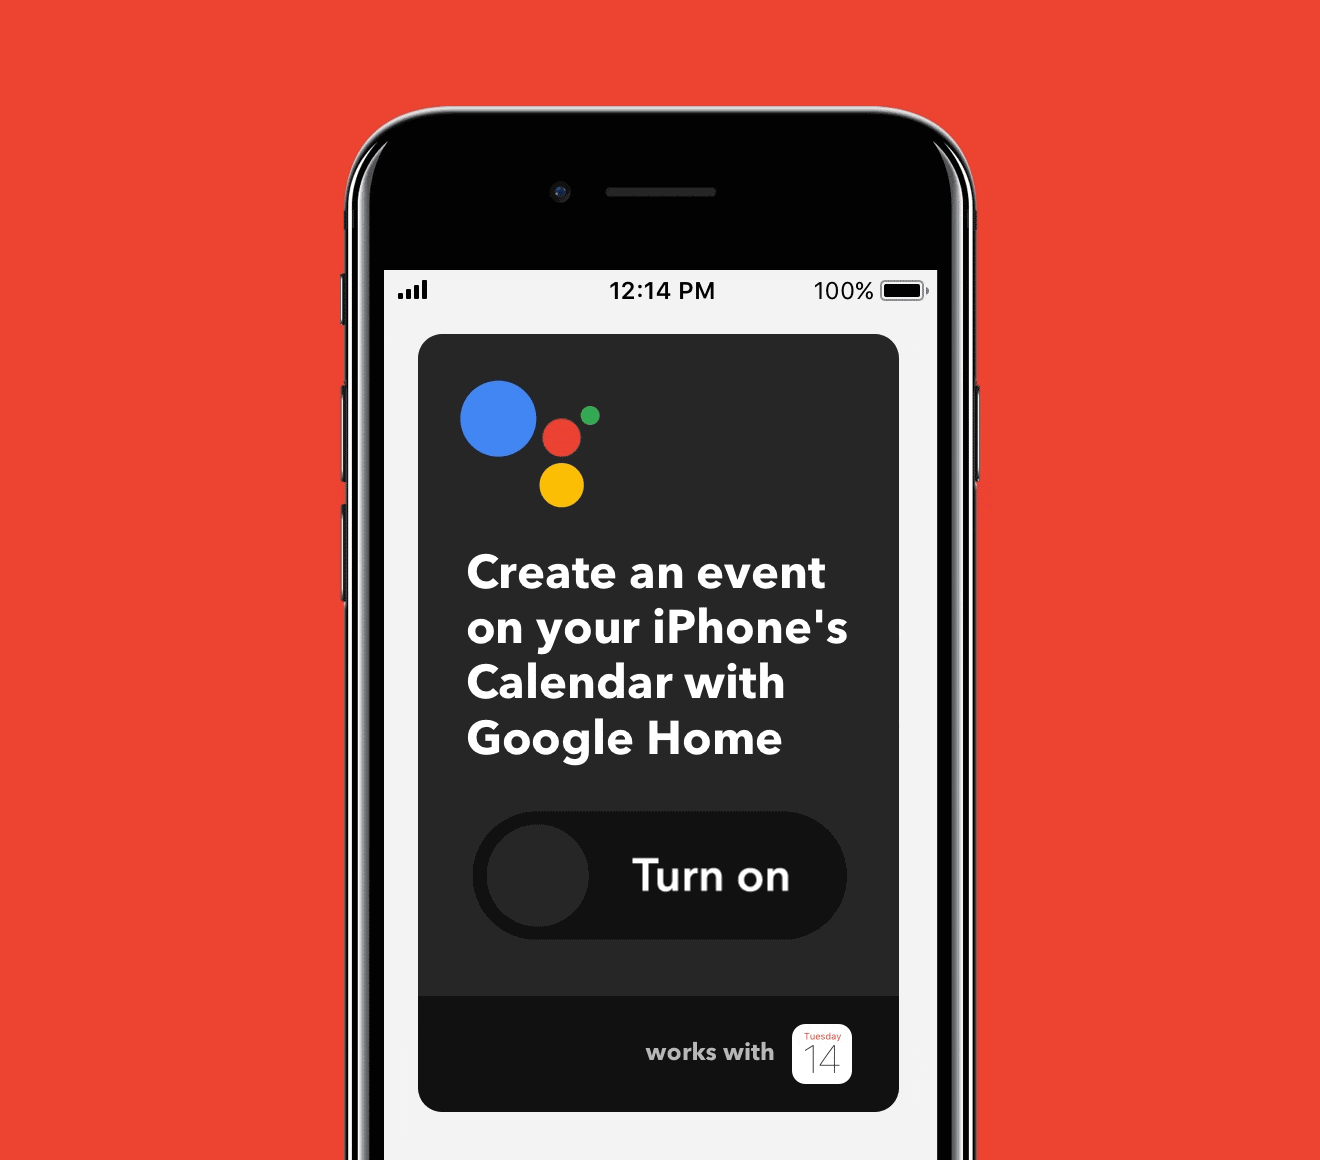 12:14 PM 100%
Create an event
on your iPhone's
Calendar with
Google Home
Turn on
works with
Tuesday
14